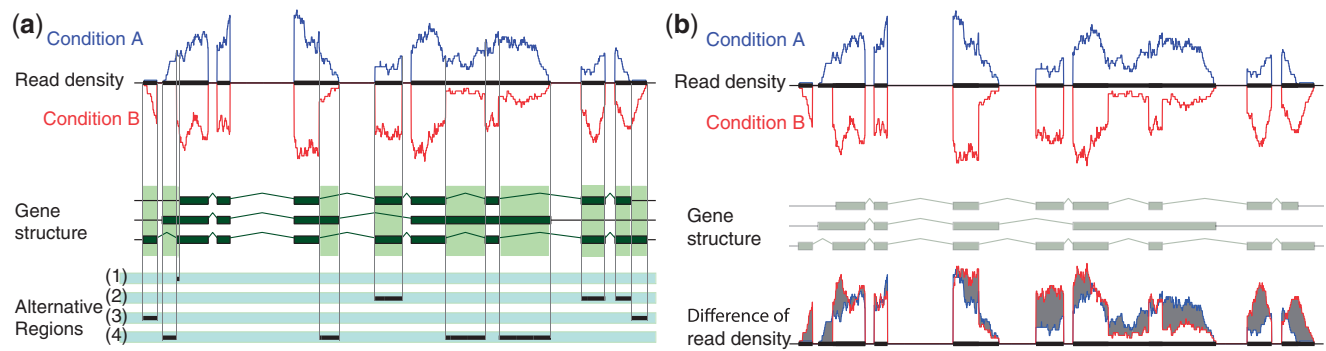 (a)
Condition A
Read density
Condition B
Gene
structure
(1)
(2)
Alternative
Regions
(3)
(4)
(b)
Condition A
Read density
Condition B
Gene
structure
Difference of
read density